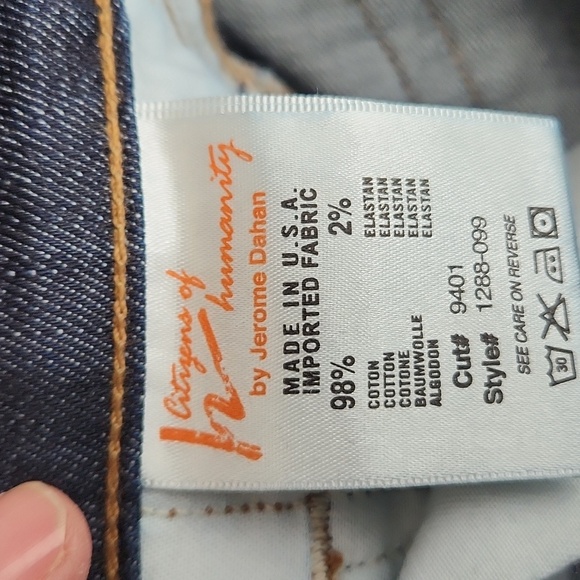 Citizens of
humanity
by Jerome Dahan
MADE IN U.S.A.
IMPORTED FABRIC
98% 2%
COTON ELASTAN
COTTON ELASTAN
COTONE ELASTAN
BAUMWOLLE ELASTAN
ALGODON ELASTAN
Cut# 9401
Style# 1288-099
SEE CARE ON REVERSE
30